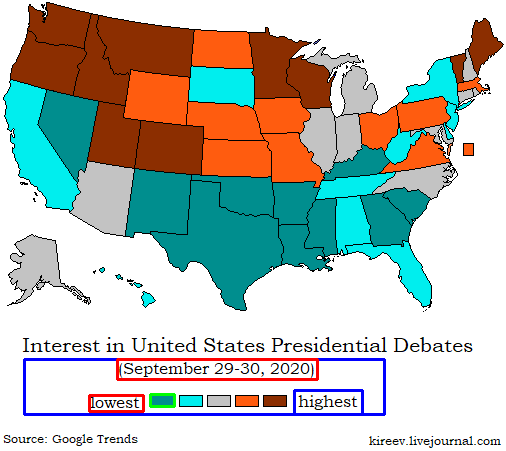 Interest in United States Presidential Debates
(September 29-30, 2020)
lowest highest
Source: Google Trends kireev.livejournal.com